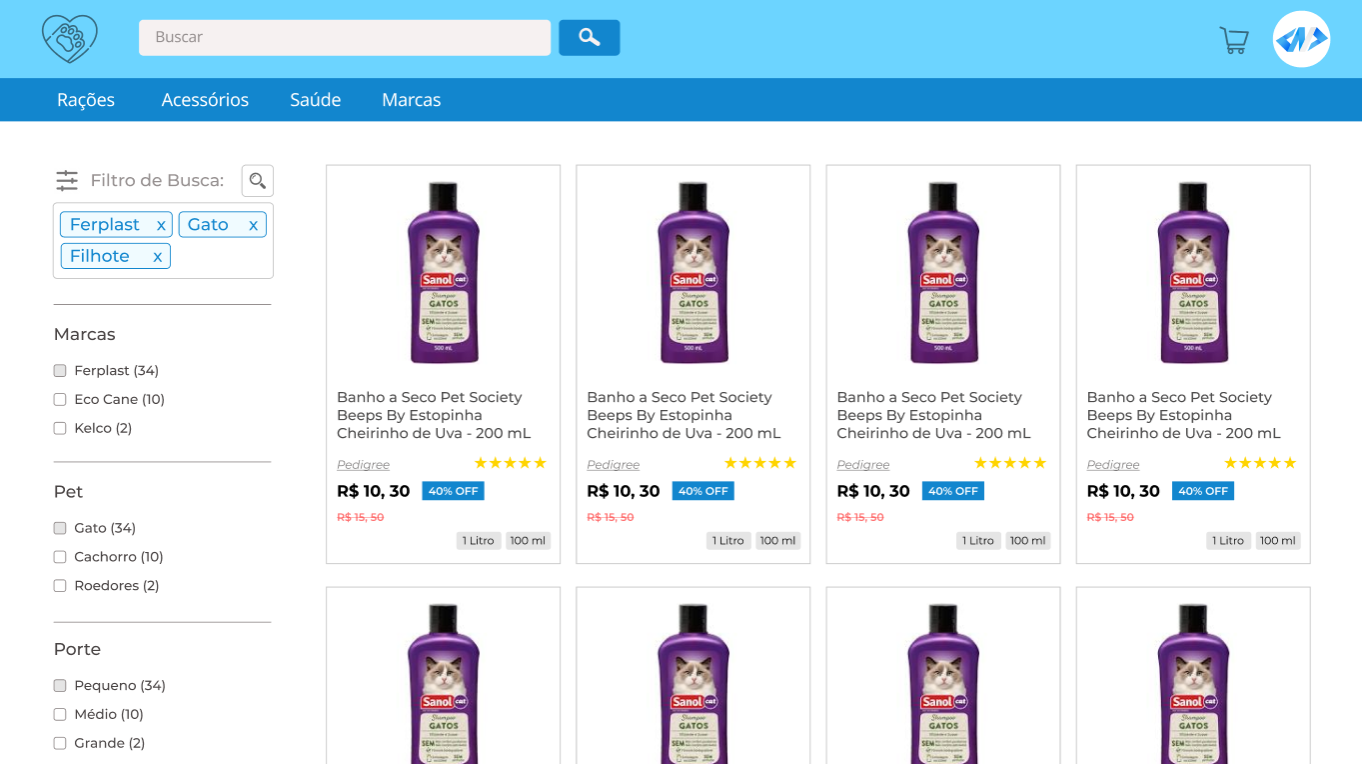 Buscar
Rações Acessórios Saúde Marcas
Filtro de Busca:
Ferplast x Gato x
Filhote x
Marcas
Ferplast (34)
Eco Cane (10)
Kelco (2)
Pet
Gato (34)
Cachorro (10)
Roedores (2)
Porte
Pequeno (34)
Médio (10)
Grande (2)
Sanol cat
Shampoo
GATOS
SEM
500 mL
Banho a Seco Pet Society
Beeps By Estopinha
Cheirinho de Uva - 200 mL
Pedigree
R$ 10, 30 40% OFF
R$ 15, 50
1 Litro 100 ml
Sanol cat
Shampoo
GATOS
SEM
500 mL
Banho a Seco Pet Society
Beeps By Estopinha
Cheirinho de Uva - 200 mL
Pedigree
R$ 10, 30 40% OFF
R$ 15, 50
1 Litro 100 ml
Sanol cat
Shampoo
GATOS
SEM
500 mL
Banho a Seco Pet Society
Beeps By Estopinha
Cheirinho de Uva - 200 mL
Pedigree
R$ 10, 30 40% OFF
R$ 15, 50
1 Litro 100 ml
Sanol cat
Shampoo
GATOS
SEM
500 mL
Banho a Seco Pet Society
Beeps By Estopinha
Cheirinho de Uva - 200 mL
Pedigree
R$ 10, 30 40% OFF
R$ 15, 50
1 Litro 100 ml
Sanol cat
Shampoo
GATOS
SEM
Sanol cat
Shampoo
GATOS
SEM
Sanol cat
Shampoo
GATOS
SEM
Sanol cat
Shampoo
GATOS
SEM